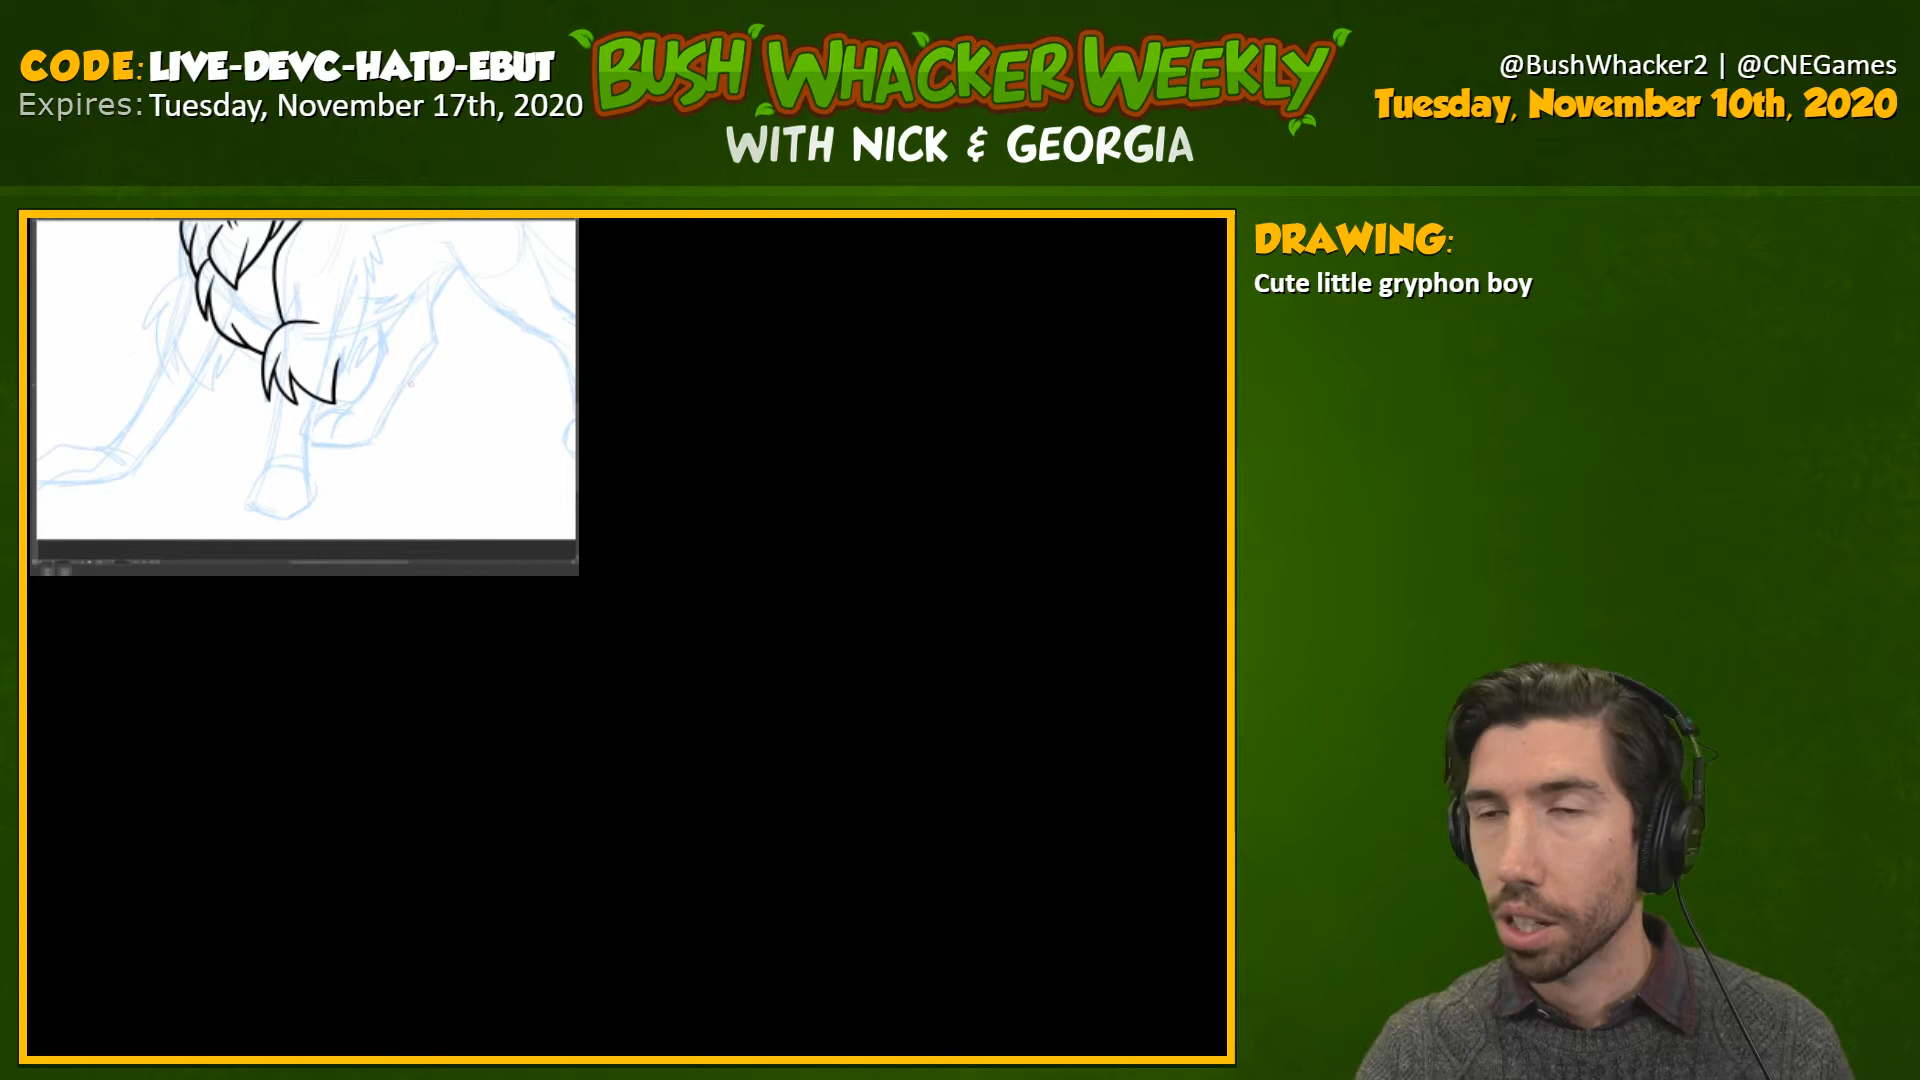 CODE: LIVE-DEVC-HATD-EBUT
Expires: Tuesday, November 17th, 2020
BUSH WHACKER WEEKLY
WITH NICK & GEORGIA
@BushWhacker2 | @CNEGames
Tuesday, November 10th, 2020
DRAWING:
Cute little gryphon boy